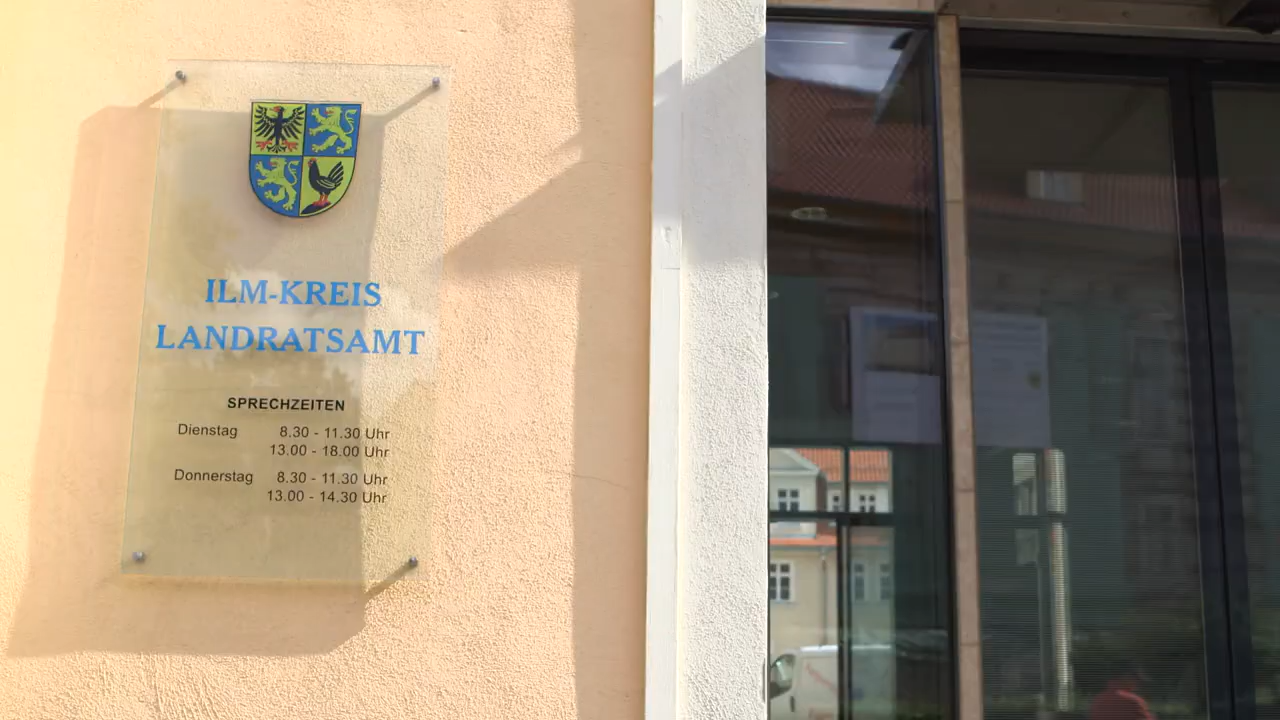 ILM-KREIS
LANDRATSAMT
SPRECHZEITEN
Dienstag 8.30 - 11.30 Uhr
13.00 - 18.00 Uhr
Donnerstag 8.30 - 11.30 Uhr
13.00 - 14.30 Uhr